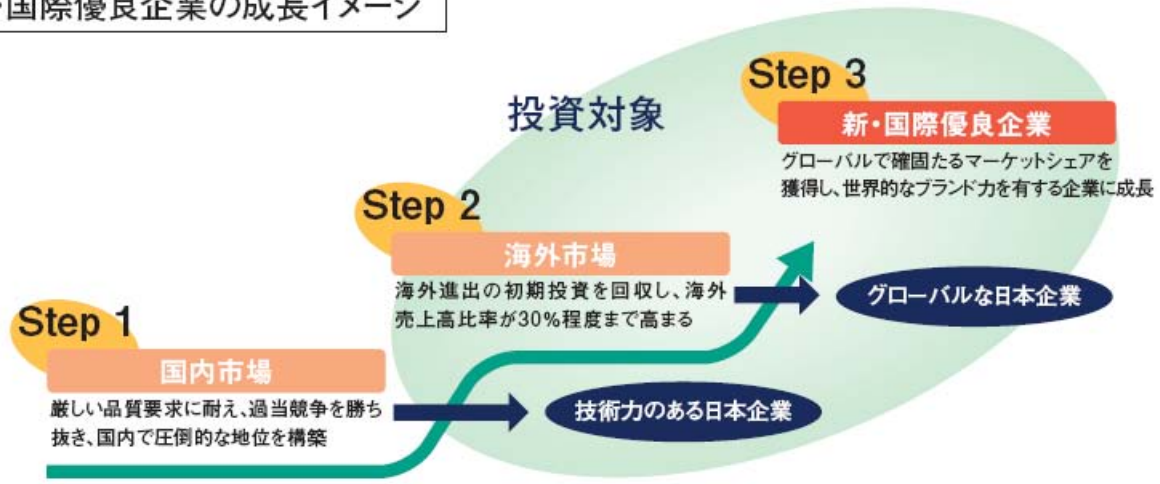 国際優良企業の成長イメージ
投資対象
Step 3
新・国際優良企業
グローバルで確固たるマーケットシェアを
獲得し、世界的なブランド力を有する企業に成長
Step 2
海外市場
海外進出の初期投資を回収し、海外
売上高比率が30%程度まで高まる
グローバルな日本企業
Step 1
国内市場
厳しい品質要求に耐え、過当競争を勝ち
抜き、国内で圧倒的な地位を構築
技術力のある日本企業